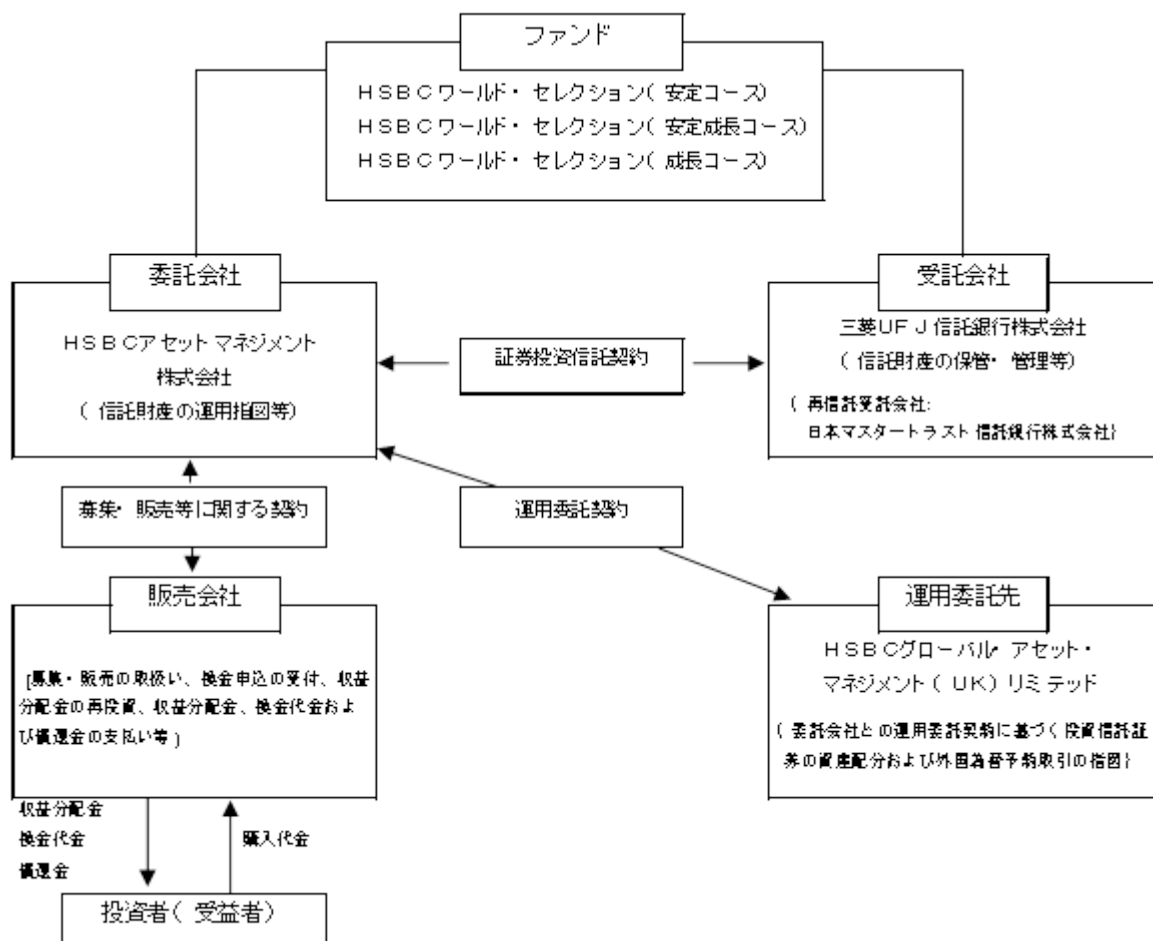 ファンド
HSBCワールド・セレクション(安定コース)
HSBCワールド・セレクション(安定成長コース)
HSBCワールド・セレクション(成長コース)
委託会社
HSBCアセットマネジメント
株式会社
(信託財産の運用指図等)
証券投資信託契約
受託会社
三菱UFJ信託銀行株式会社
(信託財産の保管・管理等)
(再信託受託会社:
日本マスタートラスト信託銀行株式会社)
募集・販売等に関する契約
運用委託契約
販売会社
(募集・販売の取扱い、換金申込の受付、収益
分配金の再投資、収益分配金、換金代金およ
び償還金の支払い等)
運用委託先
HSBCグローバル・アセット・
マネジメント(UK)リミテッド
(委託会社との運用委託契約に基づく投資信託証
券の資産配分および外国為替予約取引の指図)
収益分配金
換金代金
償還金
購入代金
投資者(受益者)